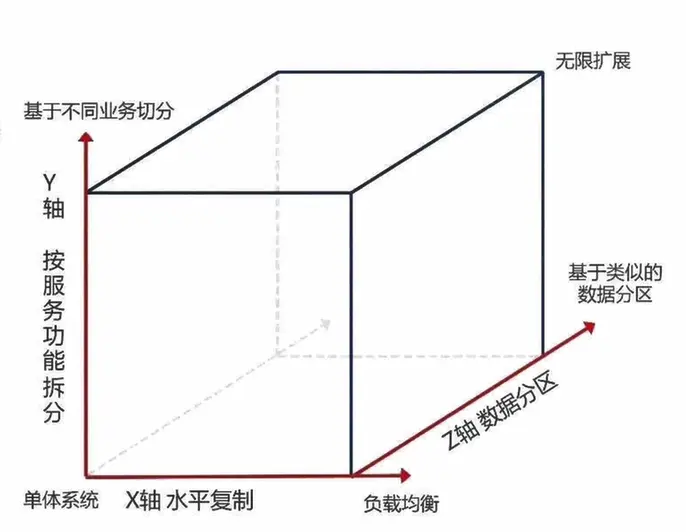 无限扩展
基于不同业务切分
Y轴 按服务功能拆分
基于类似的
数据分区
Z轴 数据分区
单体系统
X轴 水平复制
负载均衡